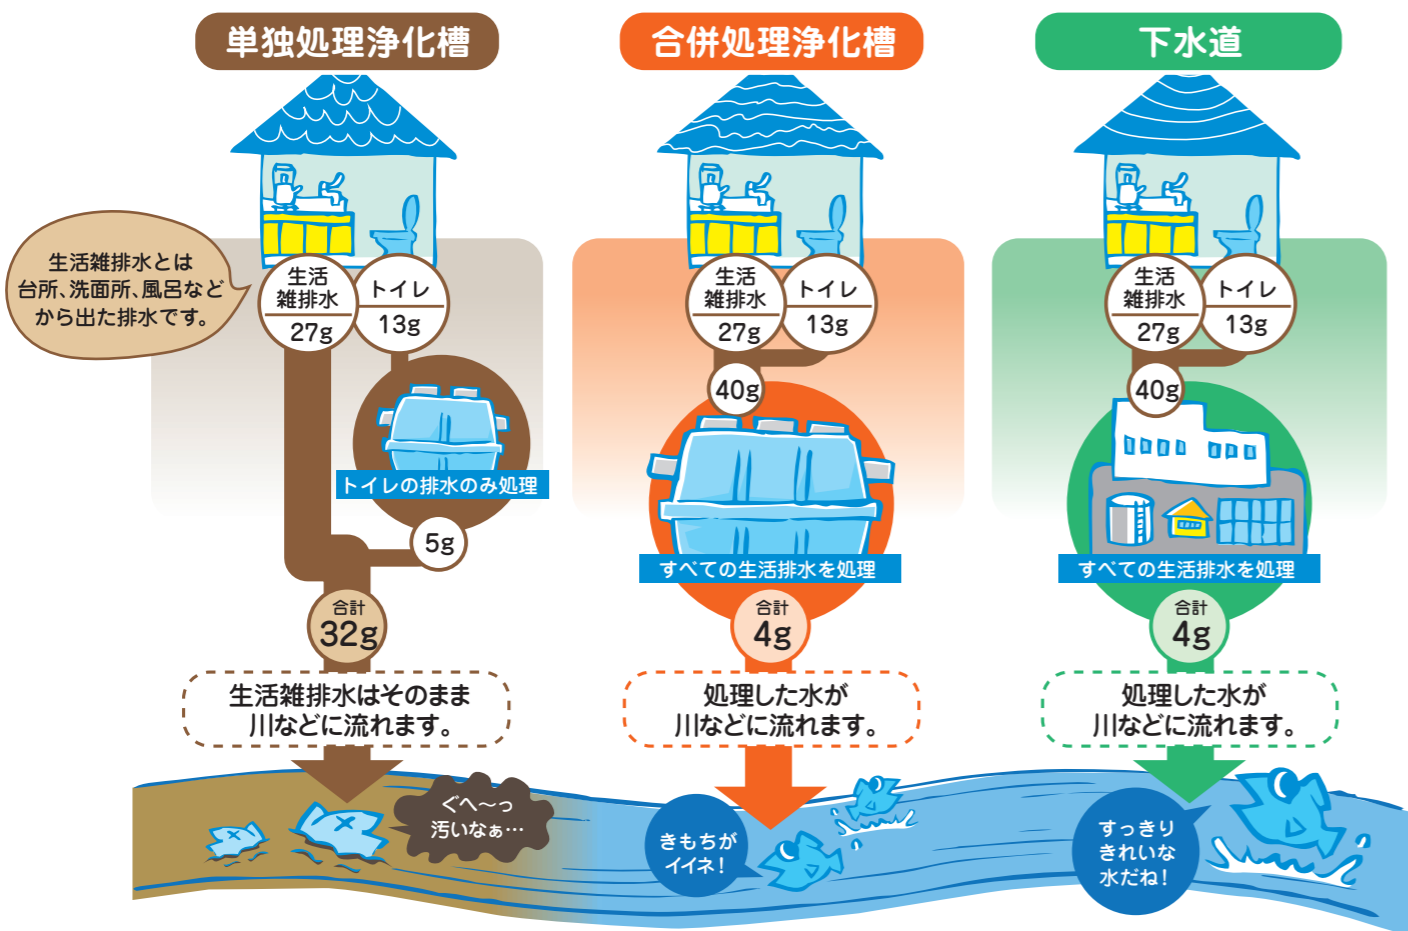 単独処理浄化槽
生活雑排水とは
台所、洗面所、風呂など
から出た排水です。
生活
雑排水
27g
トイレ
13g
トイレの排水のみ処理
5g
合計
32g
生活雑排水はそのまま
川などに流れます。
ぐへ〜っ
汚いなぁ…
合併処理浄化槽
生活
雑排水
27g
トイレ
13g
40g
すべての生活排水を処理
合計
4g
処理した水が
川などに流れます。
きもちが
イイネ！
下水道
生活
雑排水
27g
トイレ
13g
40g
すべての生活排水を処理
合計
4g
処理した水が
川などに流れます。
すっきり
きれいな
水だね！